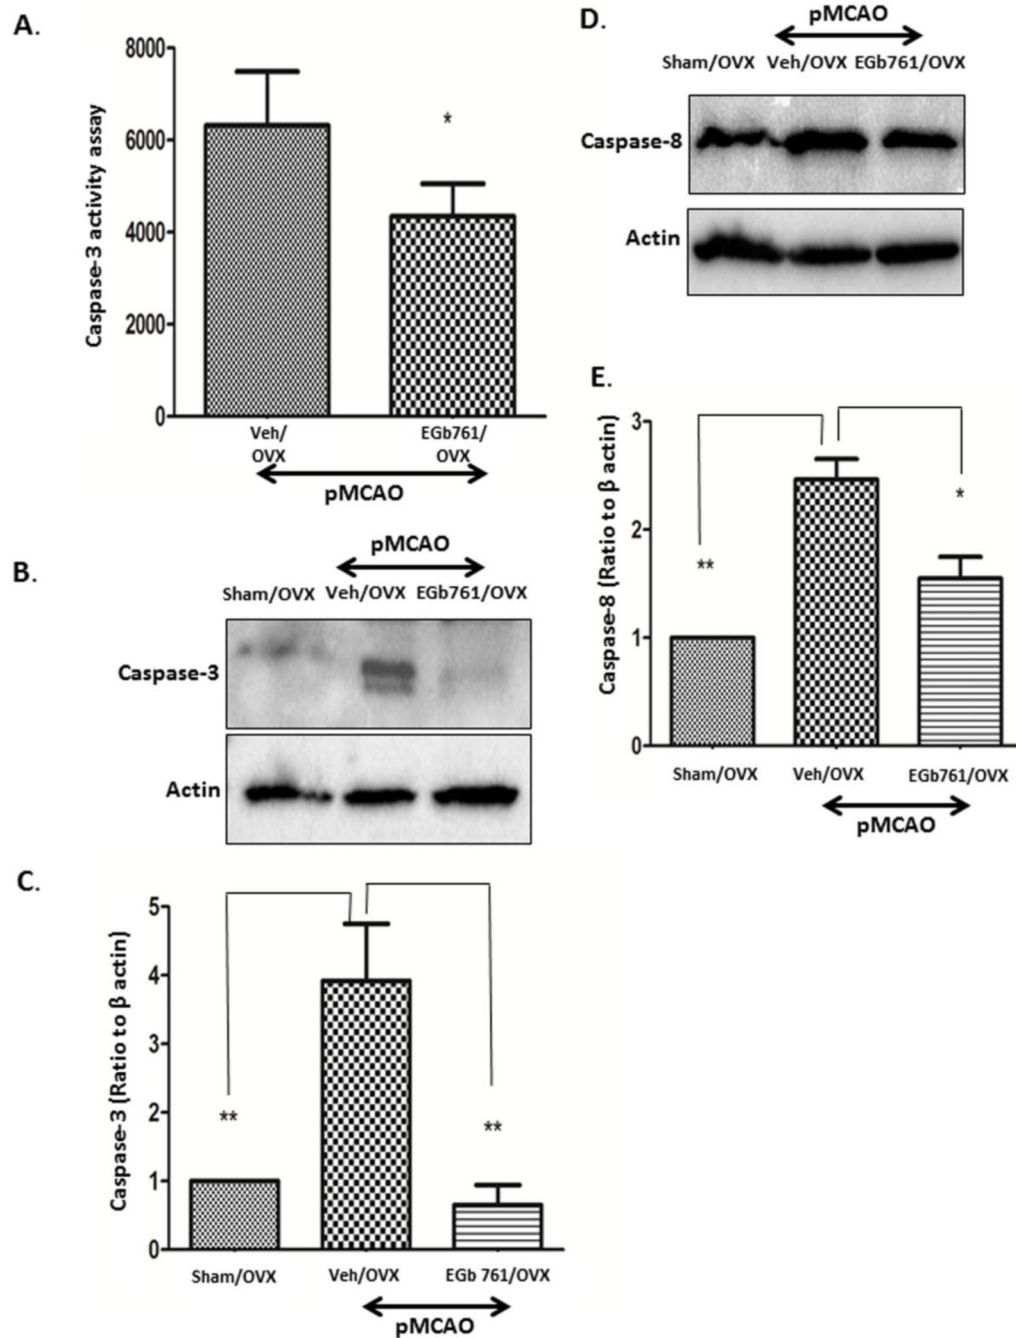 A.
8000
6000
4000
2000
0
Caspase-3 activity assay
*
Veh/
OVX
EGb761/
OVX
pMCAO
B.
pMCAO
Sham/OVX Veh/OVX EGb761/OVX
Caspase-3
Actin
C.
5
4
3
2
1
0
Caspase-3 (Ratio to β actin)
**
**
Sham/OVX Veh/OVX EGb 761/OVX
pMCAO
D.
pMCAO
Sham/OVX Veh/OVX EGb761/OVX
Caspase-8
Actin
E.
3
2
1
0
Caspase-8 (Ratio to β actin)
**
*
Sham/OVX Veh/OVX EGb761/OVX
pMCAO